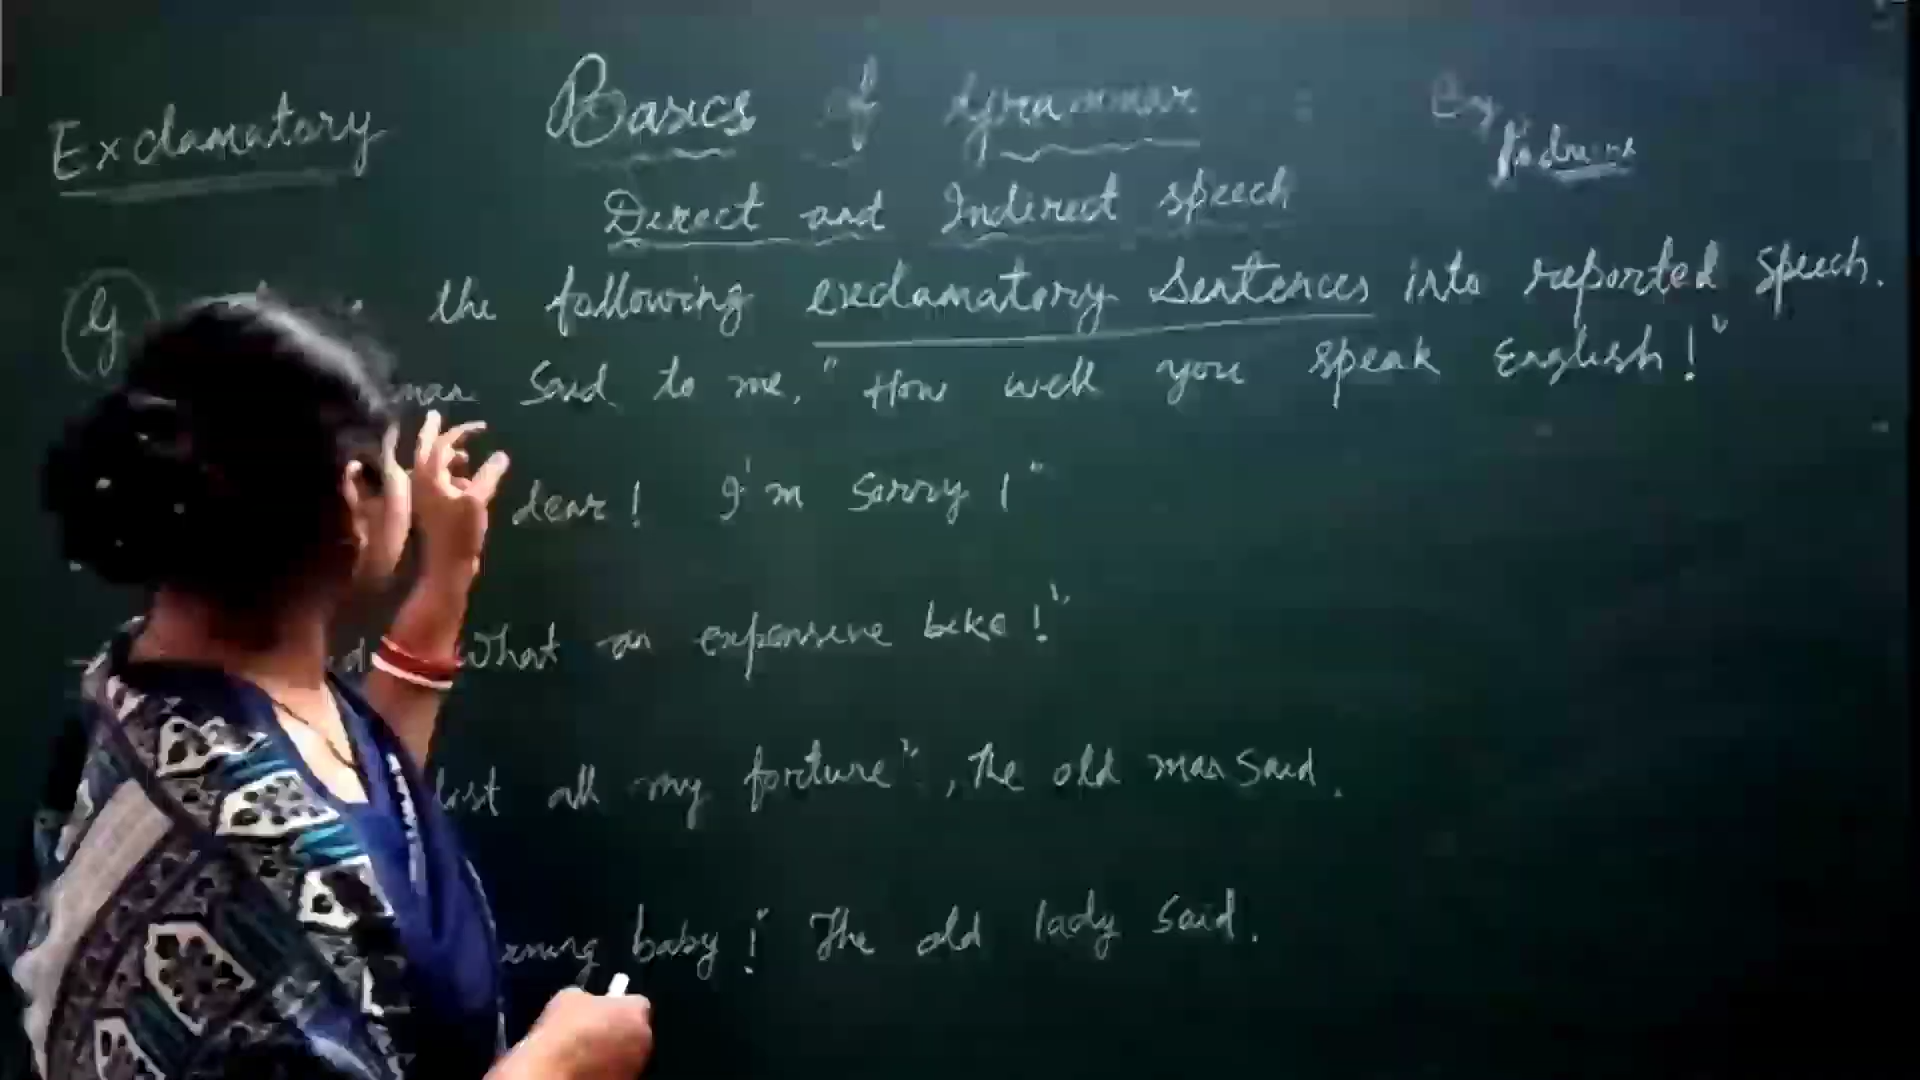 Exclamatory
Basics of Grammar : By
Padma
Direct and Indirect speech
G the following exclamatory sentences into reported speech.
man said to me, "How well you speak English!"
dear! I'm sorry!"
What an expensive bike!"
lost all my fortune", the old man said.
baby!" The old lady said.